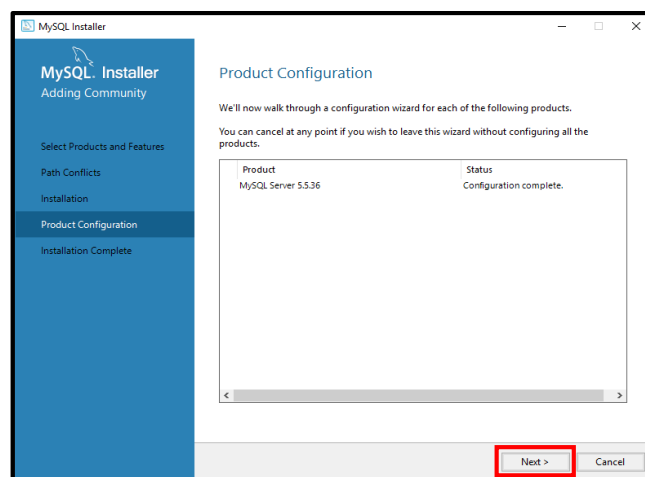 MySQL Installer
MySQL. Installer
Adding Community
Select Products and Features
Path Conflicts
Installation
Product Configuration
Installation Complete
Product Configuration
We'll now walk through a configuration wizard for each of the following products.
You can cancel at any point if you wish to leave this wizard without configuring all the
products.
Product Status
MySQL Server 5.5.36 Configuration complete.
Next > Cancel